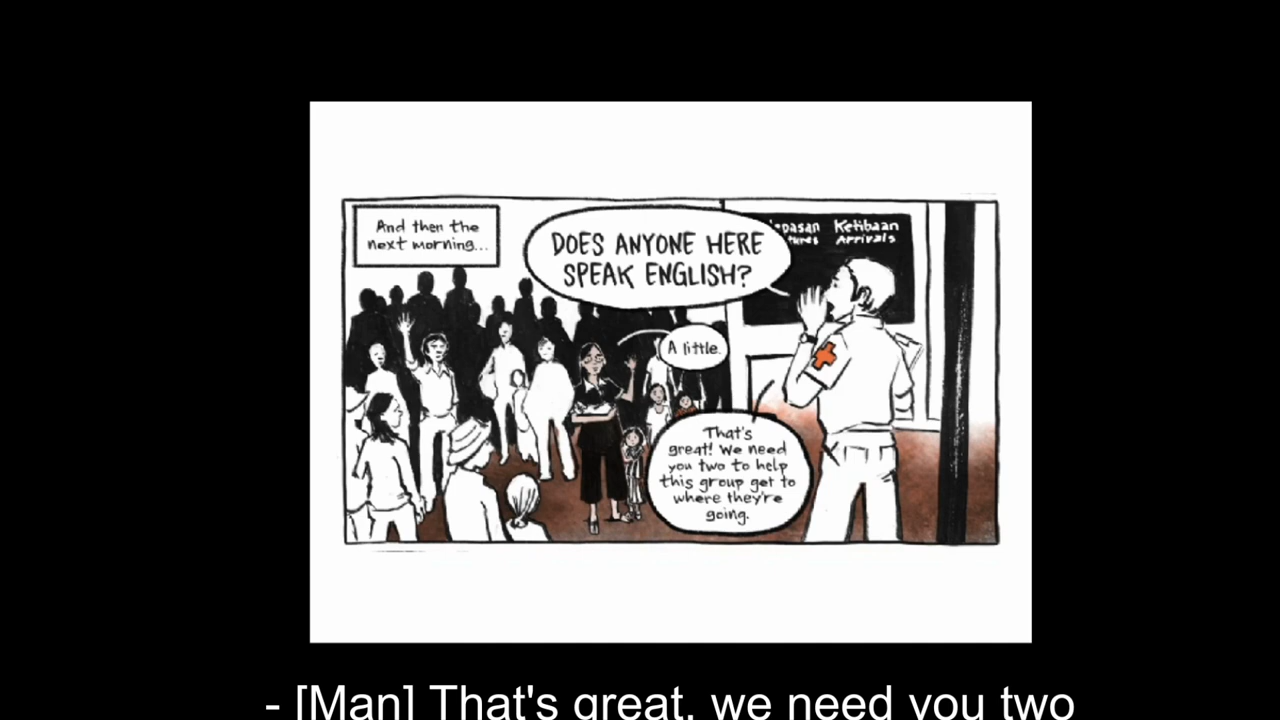 And then the
next morning...
DOES ANYONE HERE
SPEAK ENGLISH?
Ketibaan
Arrivals
A little.
That's
great! We need
you two to help
this group get to
where they're
going.
- [Man] That's great, we need you two